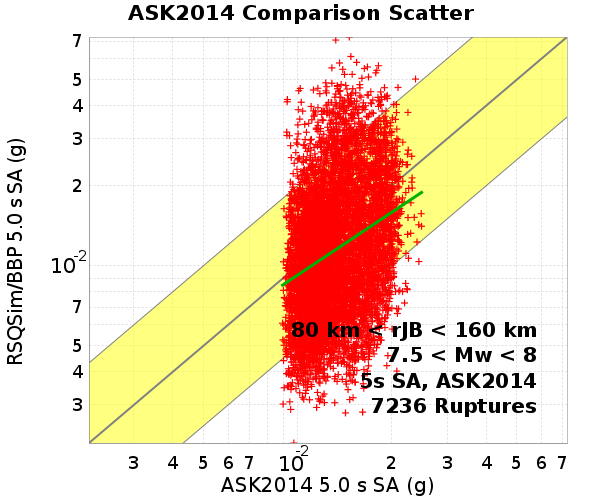 ASK2014 Comparison Scatter
RSQSim/BBP 5.0 s SA (g)
7
5
4
3
2
10-2
7
5
4
3
80 km < rJB < 160 km
7.5 < Mw < 8
5s SA, ASK2014
7236 Ruptures
3 4 5 6 7 10-2 2 3 4 5 6 7
ASK2014 5.0 s SA (g)